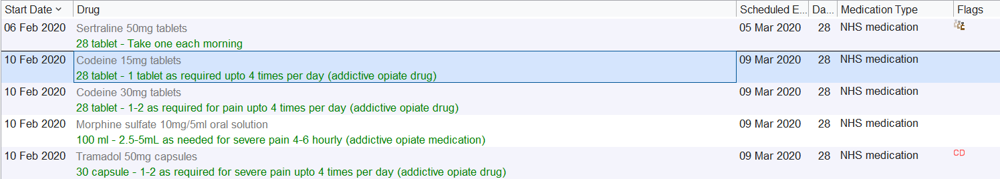 Start Date Drug Scheduled E... Da... Medication Type Flags
06 Feb 2020 Sertraline 50mg tablets 05 Mar 2020 28 NHS medication
28 tablet - Take one each morning
10 Feb 2020 Codeine 15mg tablets 09 Mar 2020 28 NHS medication
28 tablet - 1 tablet as required upto 4 times per day (addictive opiate drug)
10 Feb 2020 Codeine 30mg tablets 09 Mar 2020 28 NHS medication
28 tablet - 1-2 as required for pain upto 4 times per day (addictive opiate drug)
10 Feb 2020 Morphine sulfate 10mg/5ml oral solution 09 Mar 2020 28 NHS medication
100 ml - 2.5-5mL as needed for severe pain 4-6 hourly (addictive opiate medication)
10 Feb 2020 Tramadol 50mg capsules 09 Mar 2020 28 NHS medication CD
30 capsule - 1-2 as required for severe pain upto 4 times per day (addictive opiate drug)